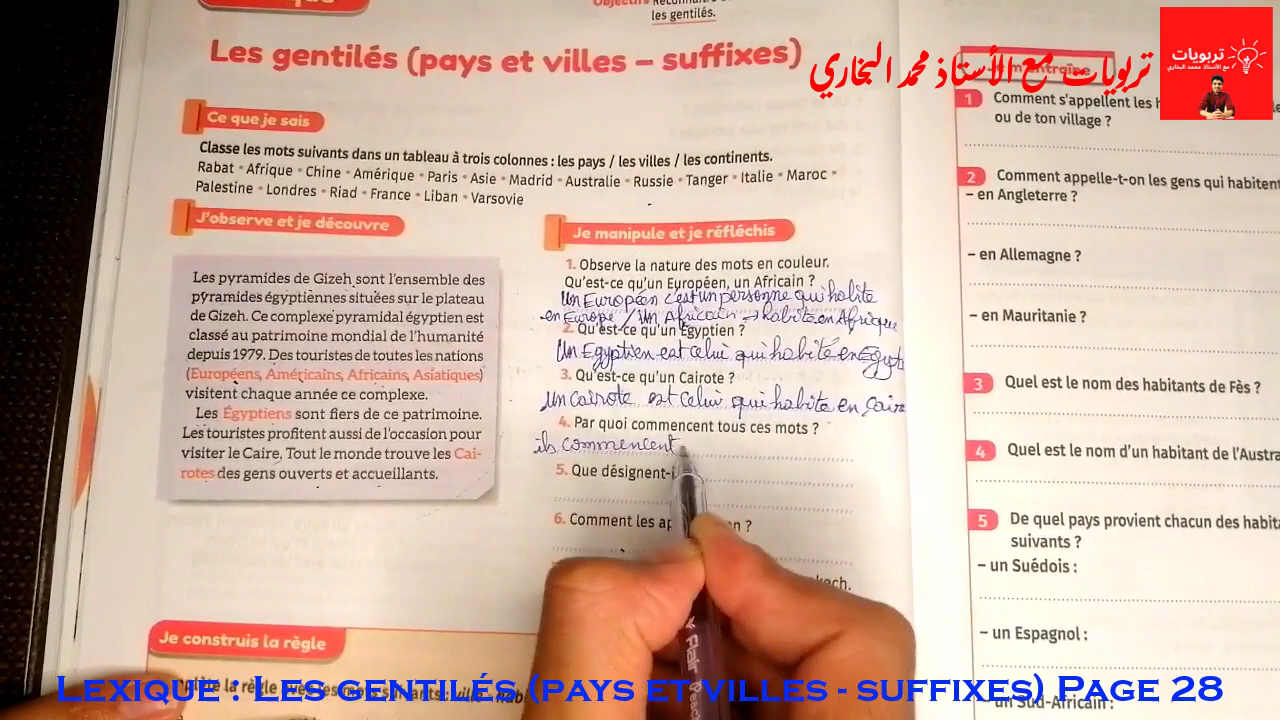 les gentilés.
Les gentilés (pays et villes – suffixes)
تربويات مع الأستاذ محمد البخاري
تربويات
مع الأستاذ محمد البخاري
Ce que je sais
Classe les mots suivants dans un tableau à trois colonnes : les pays / les villes / les continents.
Rabat • Afrique • Chine • Amérique • Paris • Asie • Madrid • Australie • Russie • Tanger • Italie • Maroc •
Palestine • Londres • Riad • France • Liban • Varsovie
J'observe et je découvre
Les pyramides de Gizeh sont l'ensemble des
pyramides égyptiennes situées sur le plateau
de Gizeh. Ce complexe pyramidal égyptien est
classé au patrimoine mondial de l'humanité
depuis 1979. Des touristes de toutes les nations
(Européens, Américains, Africains, Asiatiques)
visitent chaque année ce complexe.
Les Égyptiens sont fiers de ce patrimoine.
Les touristes profitent aussi de l'occasion pour
visiter le Caire. Tout le monde trouve les Cai-
rotes des gens ouverts et accueillants.
Je manipule et je réfléchis
1. Observe la nature des mots en couleur.
Qu'est-ce qu'un Européen, un Africain ?
Un Européen c'est un personne qui habite
en Europe / Un Africain → habite en Afrique
2. Qu'est-ce qu'un Égyptien ?
Un Egyptien est celui qui habite en Egypt
3. Qu'est-ce qu'un Cairote ?
un cairote est celui qui habite en caire
4. Par quoi commencent tous ces mots ?
ils commencent
5. Que désignent-i
6. Comment les ap en ?
kech.
Je construis la règle
1 Comment s'appellent les h
ou de ton village ?
2 Comment appelle-t-on les gens qui habitent
– en Angleterre ?
– en Allemagne ?
– en Mauritanie ?
3 Quel est le nom des habitants de Fès ?
4 Quel est le nom d'un habitant de l'Austra
5 De quel pays provient chacun des habita
suivants ?
– un Suédois :
– un Espagnol :
– un Sud-Africain :
Lexique : Les gentilés (pays et villes - suffixes) Page 28